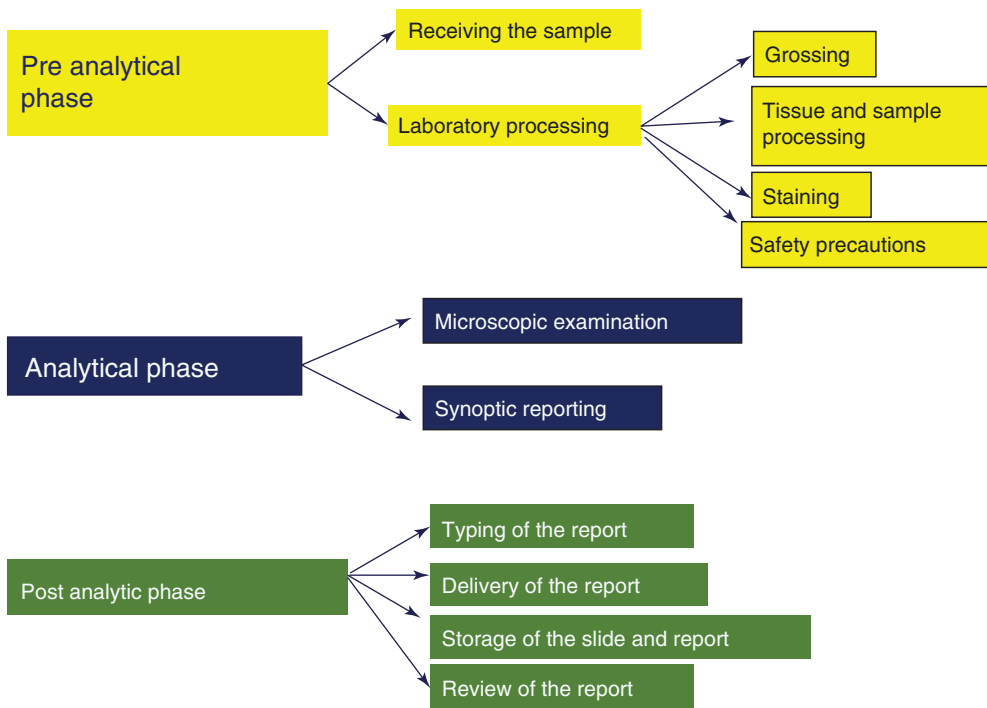 Pre analytical
phase
Receiving the sample
Laboratory processing
Grossing
Tissue and sample
processing
Staining
Safety precautions
Analytical phase
Microscopic examination
Synoptic reporting
Post analytic phase
Typing of the report
Delivery of the report
Storage of the slide and report
Review of the report